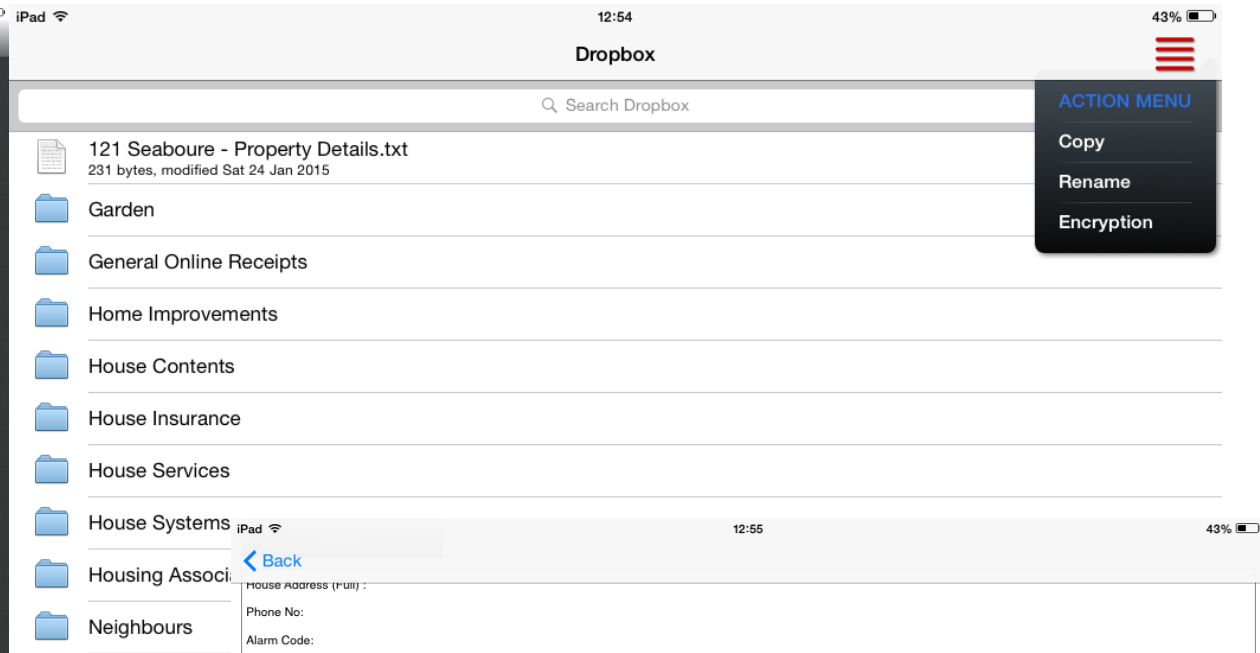 iPad 12:54 43%
Dropbox
Search Dropbox
ACTION MENU
Copy
Rename
Encryption
121 Seaboure - Property Details.txt
231 bytes, modified Sat 24 Jan 2015
Garden
General Online Receipts
Home Improvements
House Contents
House Insurance
House Services
House Systems
Housing Associ
Neighbours
iPad 12:55 43%
Back
House Address (Full) :
Phone No:
Alarm Code: